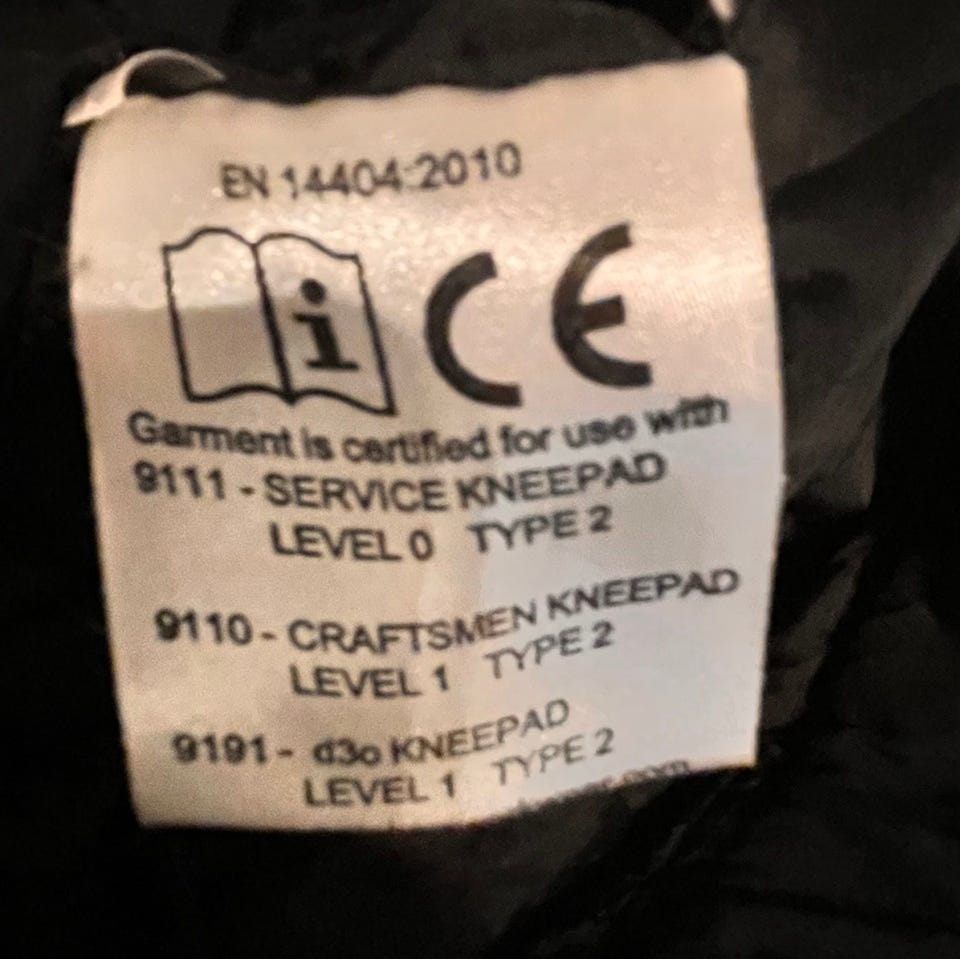 EN 14404:2010
i CE
Garment is certified for use with
9111 - SERVICE KNEEPAD
LEVEL 0 TYPE 2
9110 - CRAFTSMEN KNEEPAD
LEVEL 1 TYPE 2
9191 - d3o KNEEPAD
LEVEL 1 TYPE 2